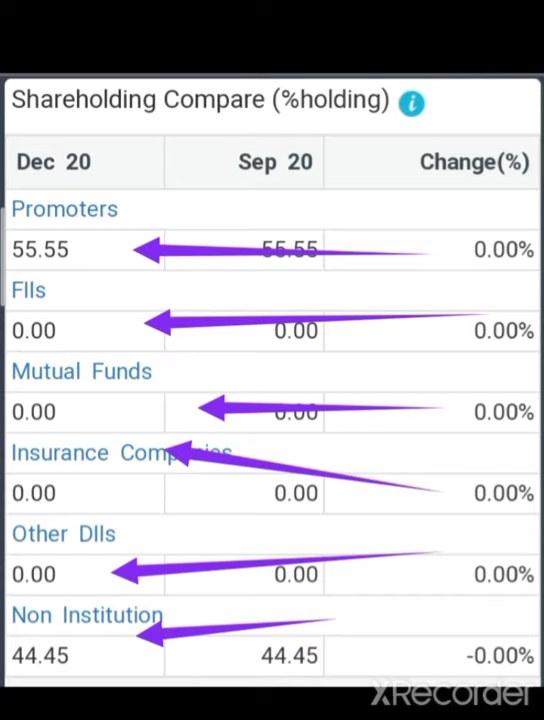 Shareholding Compare (%holding) i
Dec 20 Sep 20 Change(%)
Promoters
55.55 55.55 0.00%
FIIs
0.00 0.00 0.00%
Mutual Funds
0.00 0.00 0.00%
Insurance Companies
0.00 0.00 0.00%
Other DIIs
0.00 0.00 0.00%
Non Institution
44.45 44.45 -0.00%
XRecorder